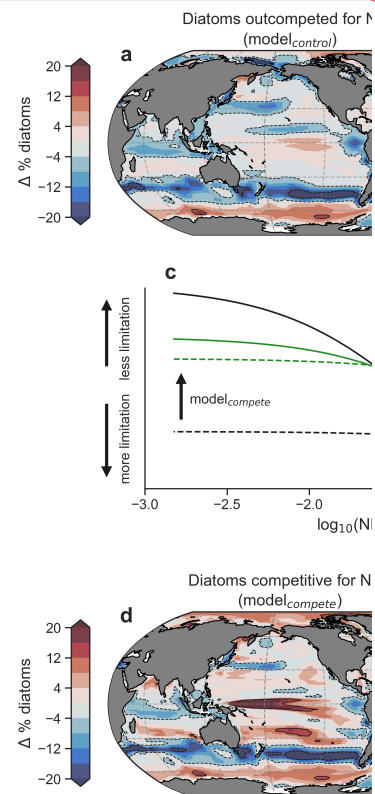 Diatoms outcompeted for N
(model_control)
a
20
12
4
−4
−12
−20
Δ % diatoms
c
less limitation
more limitation
model_compete
−3.0
−2.5
−2.0
log10(N
Diatoms competitive for N
(model_compete)
d
20
12
4
−4
−12
−20
Δ % diatoms